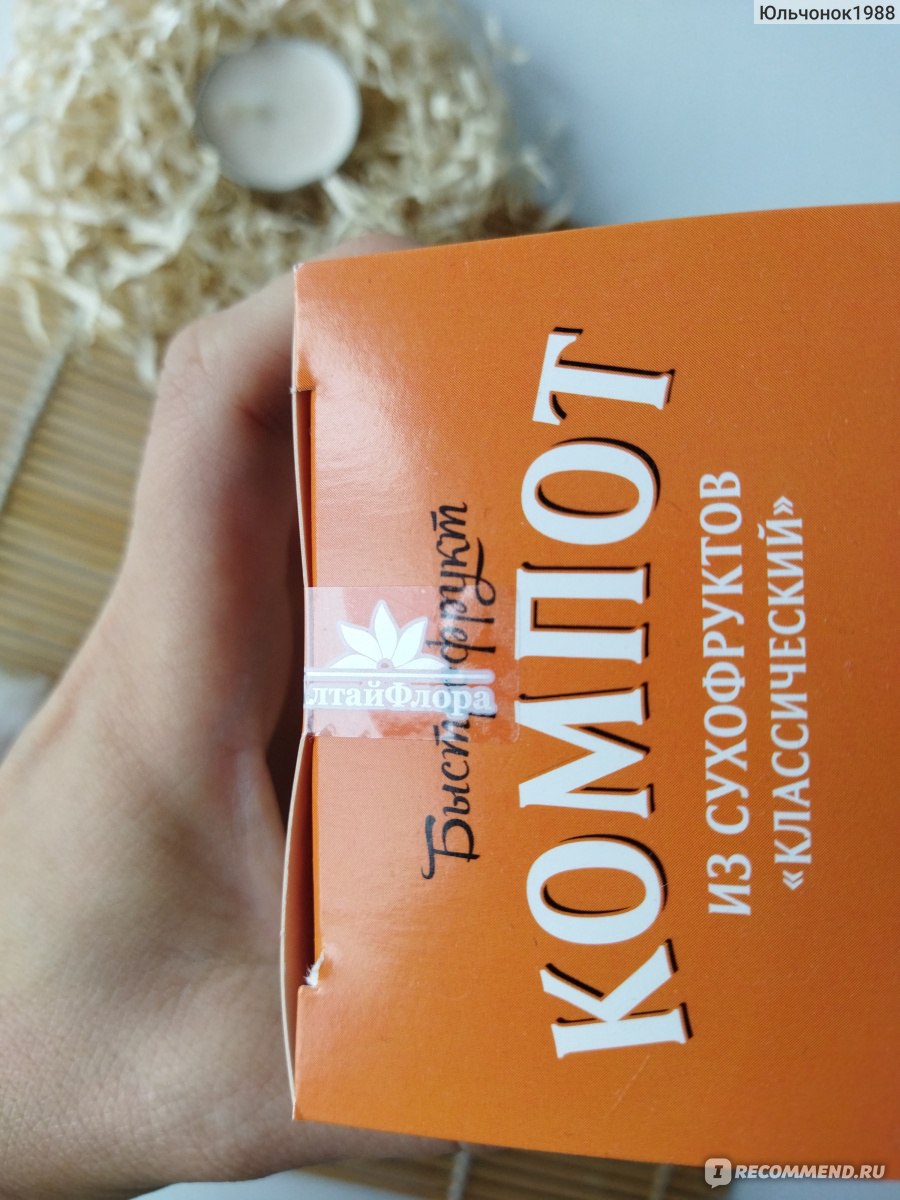 Юльчонок1988
Быстрофрукт
КОМПОТ
ИЗ СУХОФРУКТОВ
«КЛАССИЧЕСКИЙ»
лтайФлора
RECOMMEND.RU